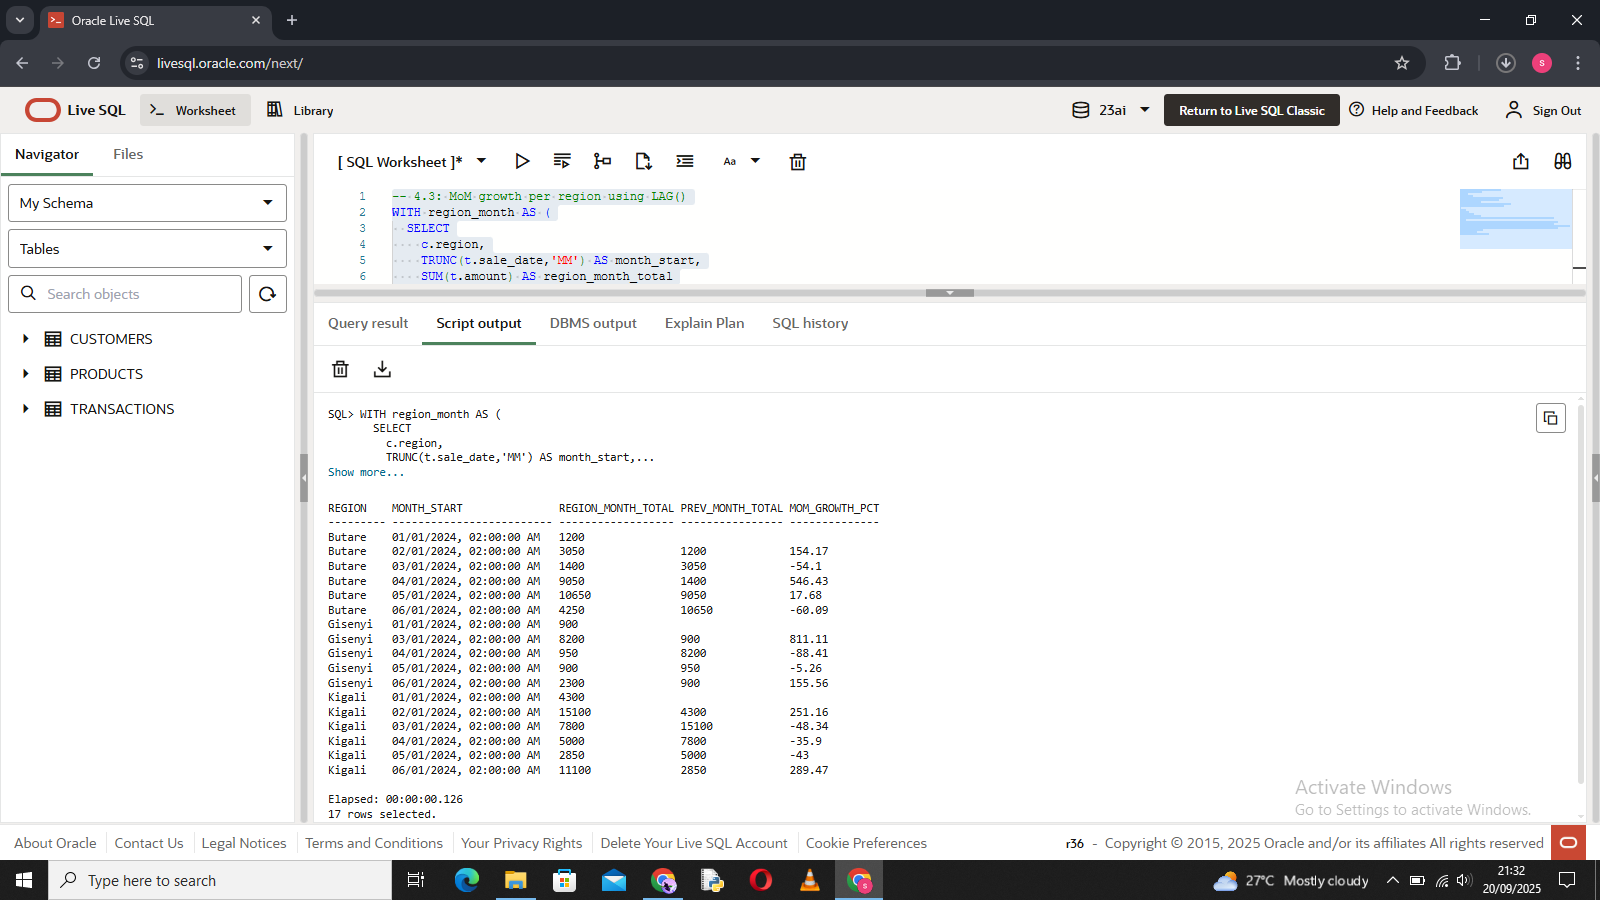 Oracle Live SQL
livesql.oracle.com/next/
Live SQL
Worksheet
Library
23ai
Return to Live SQL Classic
Help and Feedback
Sign Out
Navigator
Files
My Schema
Tables
Search objects
CUSTOMERS
PRODUCTS
TRANSACTIONS
[ SQL Worksheet ]*
Aa
1 -- 4.3: MoM growth per region using LAG()
2 WITH region_month AS (
3 SELECT
4 c.region,
5 TRUNC(t.sale_date,'MM') AS month_start,
6 SUM(t.amount) AS region_month_total
Query result
Script output
DBMS output
Explain Plan
SQL history
SQL> WITH region_month AS (
SELECT
c.region,
TRUNC(t.sale_date,'MM') AS month_start,...
Show more...
REGION MONTH_START REGION_MONTH_TOTAL PREV_MONTH_TOTAL MOM_GROWTH_PCT
--------- ------------------------- ------------------ ---------------- --------------
Butare 01/01/2024, 02:00:00 AM 1200
Butare 02/01/2024, 02:00:00 AM 3050 1200 154.17
Butare 03/01/2024, 02:00:00 AM 1400 3050 -54.1
Butare 04/01/2024, 02:00:00 AM 9050 1400 546.43
Butare 05/01/2024, 02:00:00 AM 10650 9050 17.68
Butare 06/01/2024, 02:00:00 AM 4250 10650 -60.09
Gisenyi 01/01/2024, 02:00:00 AM 900
Gisenyi 03/01/2024, 02:00:00 AM 8200 900 811.11
Gisenyi 04/01/2024, 02:00:00 AM 950 8200 -88.41
Gisenyi 05/01/2024, 02:00:00 AM 900 950 -5.26
Gisenyi 06/01/2024, 02:00:00 AM 2300 900 155.56
Kigali 01/01/2024, 02:00:00 AM 4300
Kigali 02/01/2024, 02:00:00 AM 15100 4300 251.16
Kigali 03/01/2024, 02:00:00 AM 7800 15100 -48.34
Kigali 04/01/2024, 02:00:00 AM 5000 7800 -35.9
Kigali 05/01/2024, 02:00:00 AM 2850 5000 -43
Kigali 06/01/2024, 02:00:00 AM 11100 2850 289.47
Elapsed: 00:00:00.126
17 rows selected.
Activate Windows
Go to Settings to activate Windows.
About Oracle
Contact Us
Legal Notices
Terms and Conditions
Your Privacy Rights
Delete Your Live SQL Account
Cookie Preferences
r36 - Copyright © 2015, 2025 Oracle and/or its affiliates All rights reserved
Type here to search
27°C Mostly cloudy
21:32
20/09/2025